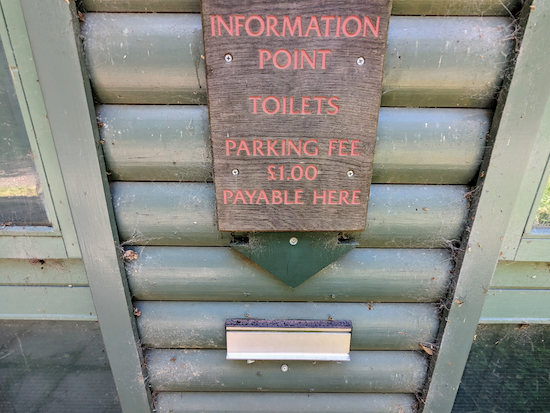 INFORMATION
POINT
TOILETS
PARKING FEE
£1.00
PAYABLE HERE